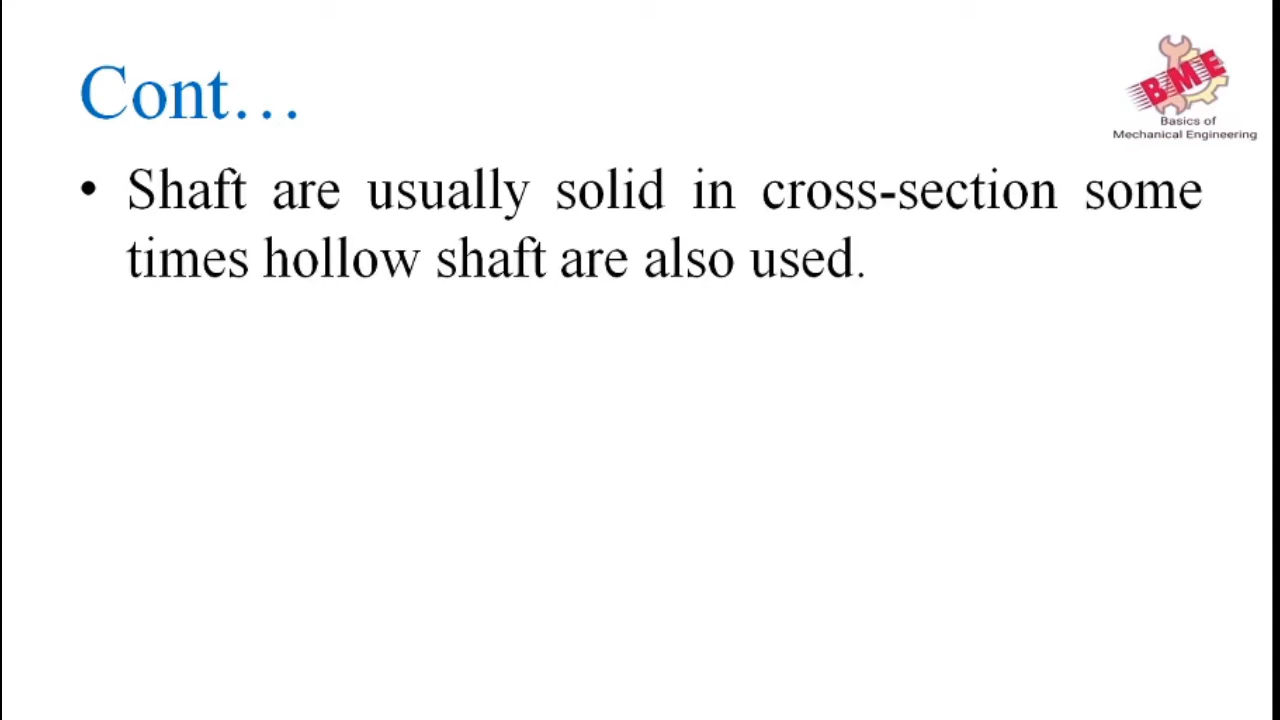 Cont…
BME
Basics of
Mechanical Engineering
• Shaft are usually solid in cross-section some
times hollow shaft are also used.